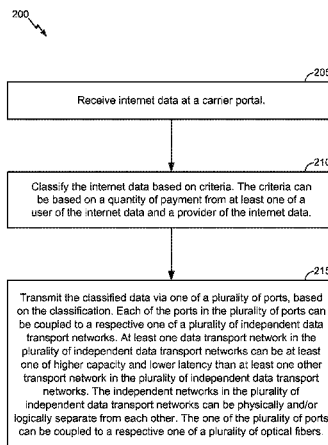 200
205
Receive internet data at a carrier portal.
210
Classify the internet data based on criteria. The criteria can
be based on a quantity of payment from at least one of a
user of the internet data and a provider of the internet data.
215
Transmit the classified data via one of a plurality of ports, based
on the classification. Each of the ports in the plurality of ports can
be coupled to a respective one of a plurality of independent data
transport networks. At least one data transport network in the
plurality of independent data transport networks can be at least
one of higher capacity and lower latency than at least one other
transport network in the plurality of independent data transport
networks. The independent networks in the plurality of
independent data transport networks can be physically and/or
logically separate from each other. The one of the plurality of ports
can be coupled to a respective one of a plurality of optical fibers.